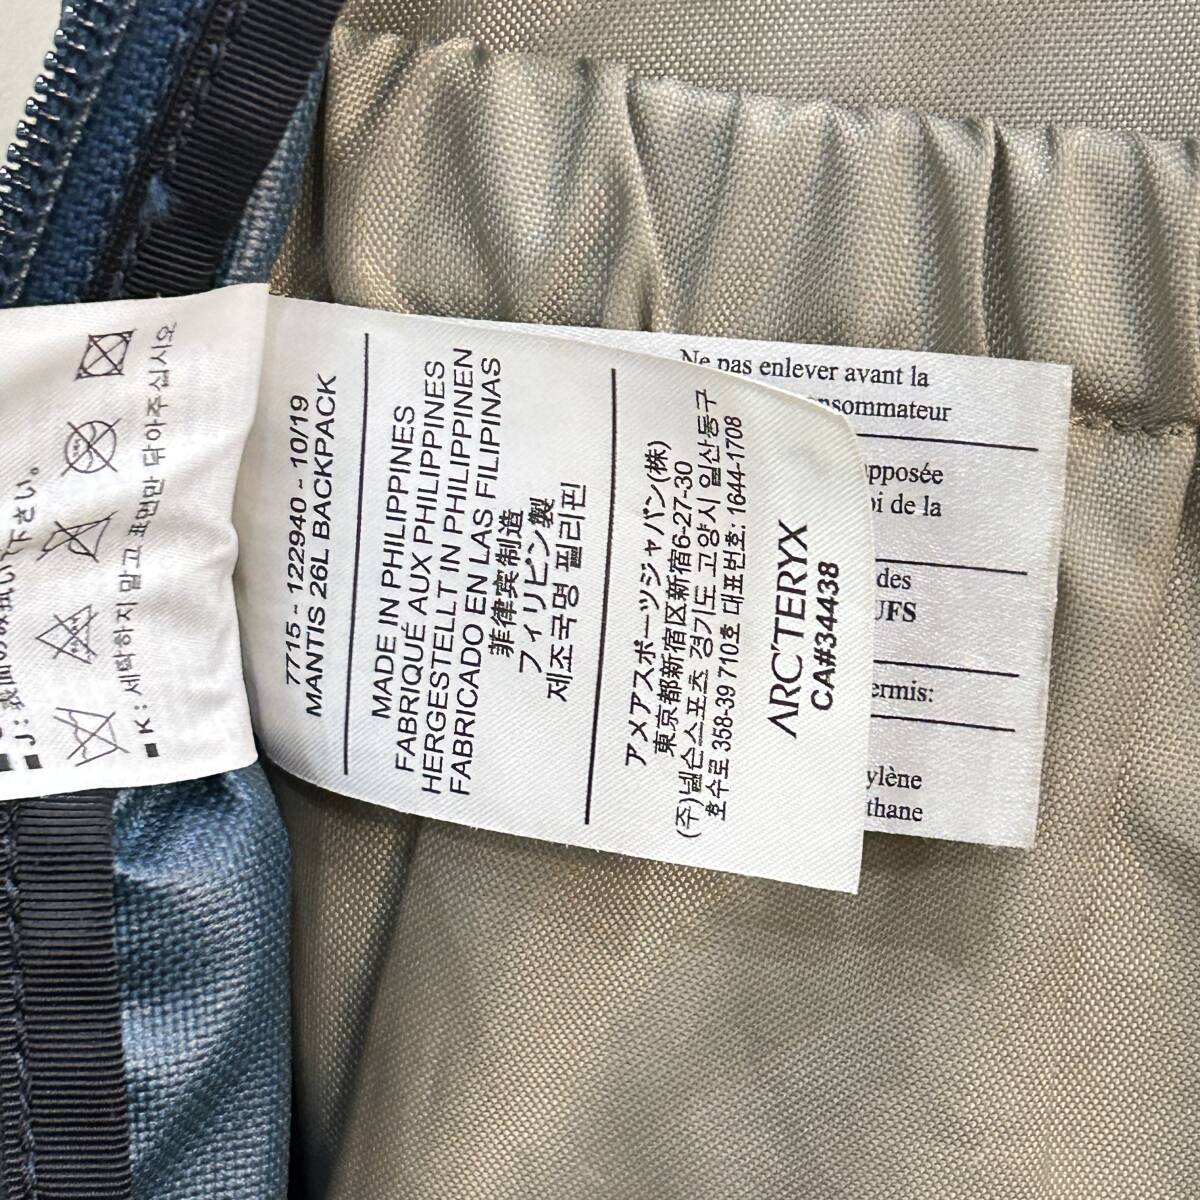 J：表面のみ拭い下さい。
■ K : 세탁하지 말고 표면만 닦아주십시오
7715 - 122940 - 10/19
MANTIS 26L BACKPACK
MADE IN PHILIPPINES
FABRIQUÉ AUX PHILIPPINES
HERGESTELLT IN PHILIPPINEN
FABRICADO EN LAS FILIPINAS
菲律宾制造
フィリピン製
제조국명 필리핀
アメアスポーツジャパン(株)
東京都新宿区新宿6-27-30
(주)넬슨스포츠 경기도 고양시 일산동구
호수로 358-39 710호 대표번호: 1644-1708
ARC'TERYX
CA#34438
Ne pas enlever avant la
nsommateur
pposée
oi de la
des
UFS
ermis:
ylène
thane